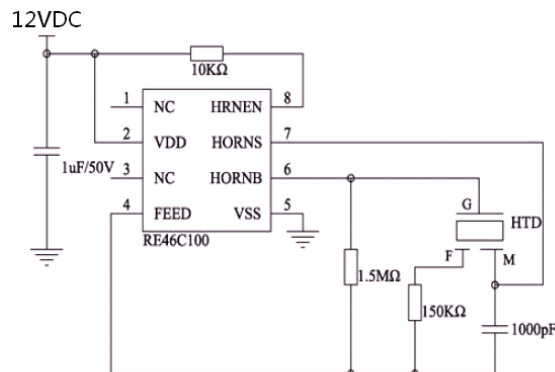 12VDC
10KΩ
1 NC HRNEN 8
2 VDD HORNS 7
1uF/50V
3 NC HORNB 6
4 FEED VSS 5
RE46C100
G
HTD
F M
1.5MΩ
150KΩ
1000pF